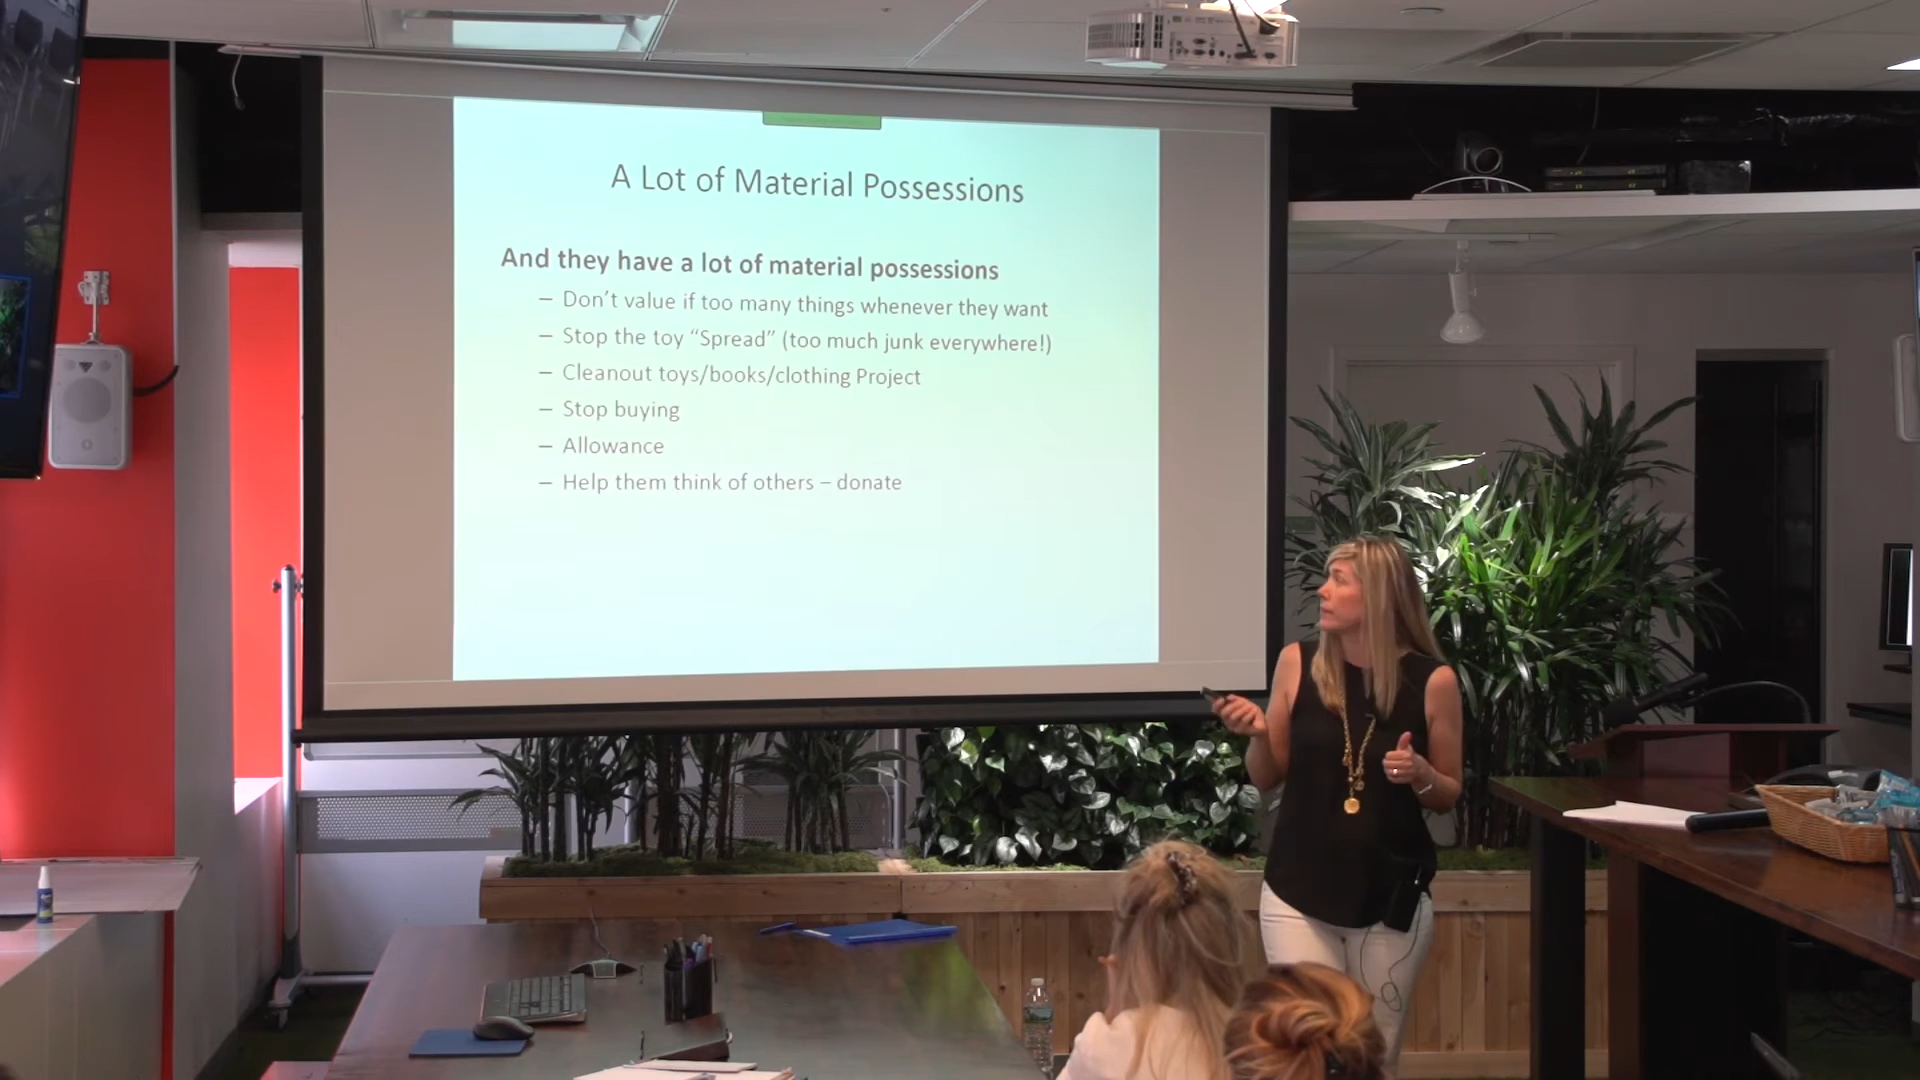 A Lot of Material Possessions
And they have a lot of material possessions
– Don't value if too many things whenever they want
– Stop the toy “Spread” (too much junk everywhere!)
– Cleanout toys/books/clothing Project
– Stop buying
– Allowance
– Help them think of others – donate